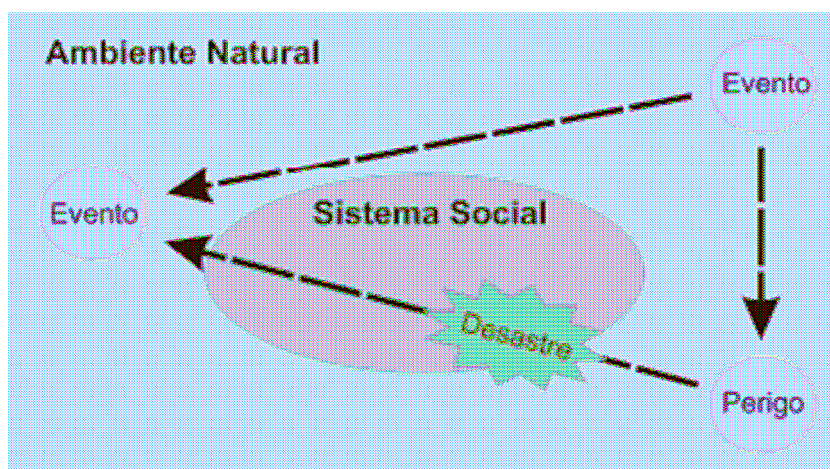 Ambiente Natural
Evento
Evento
Sistema Social
Desastre
Perigo